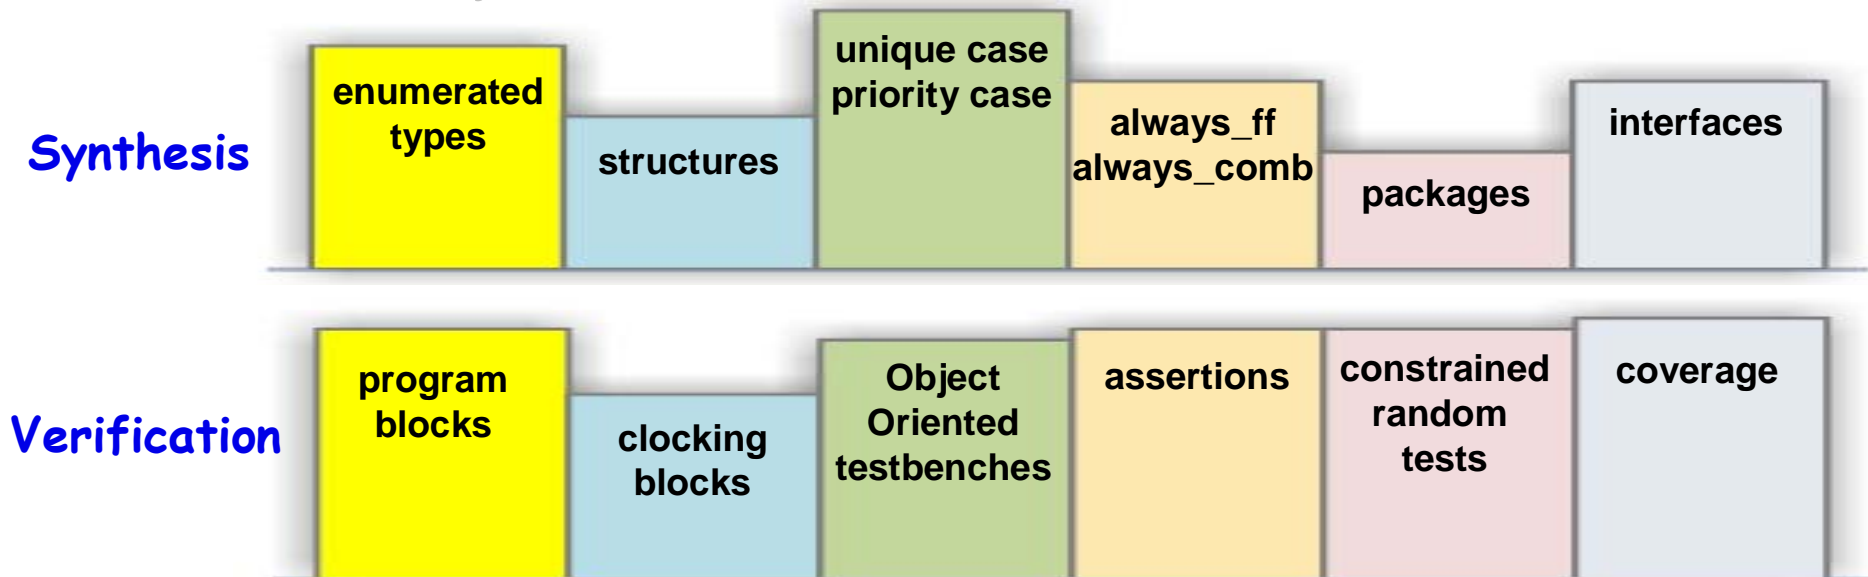 Synthesis
enumerated
types
structures
unique case
priority case
always_ff
always_comb
packages
interfaces
Verification
program
blocks
clocking
blocks
Object
Oriented
testbenches
assertions
constrained
random
tests
coverage